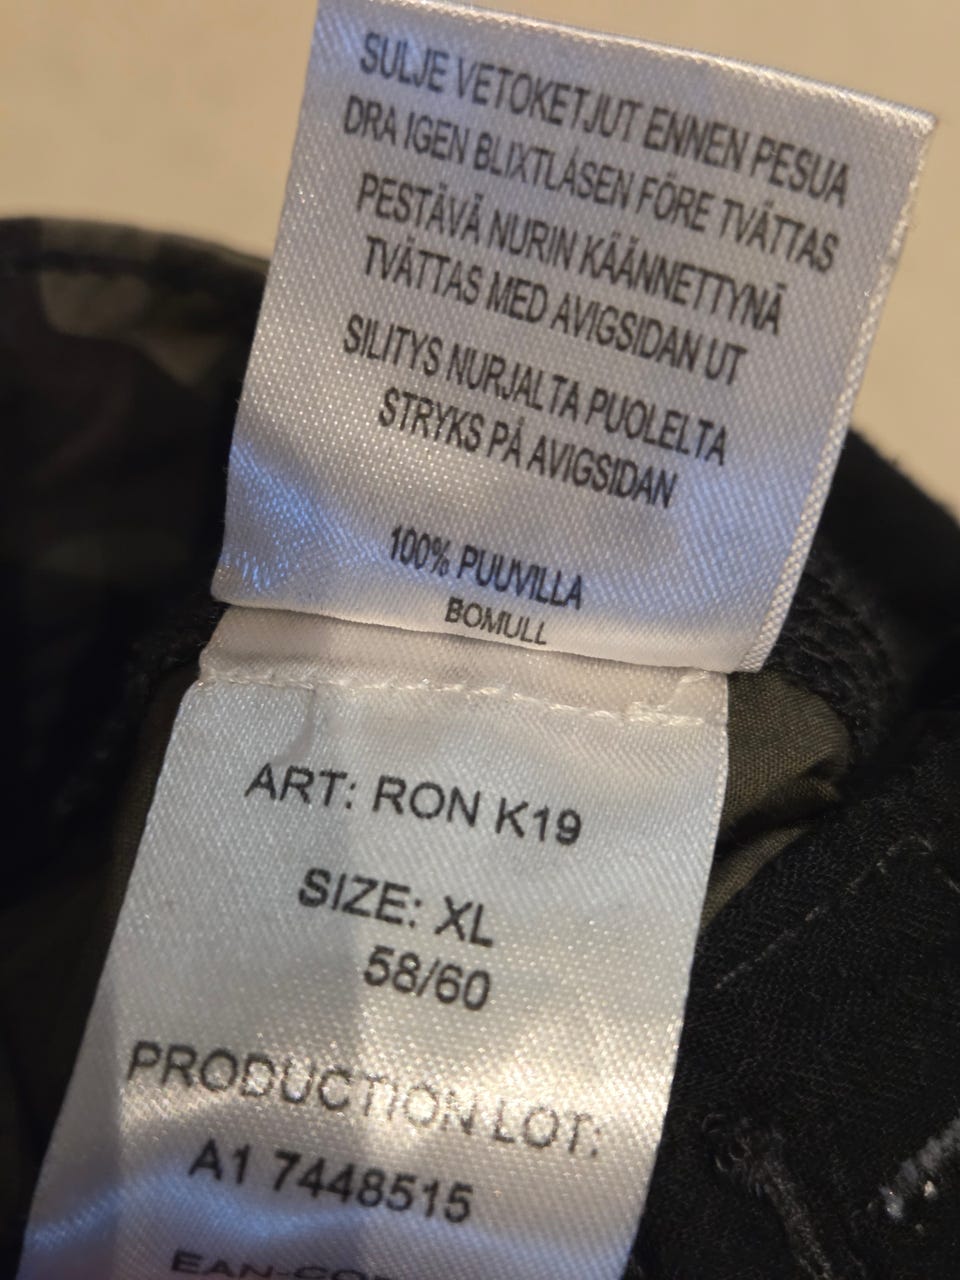 SULJE VETOKETJUT ENNEN PESUA
DRA IGEN BLIXTLÅSEN FÖRE TVÄTTAS
PESTÄVÄ NURIN KÄÄNNETTYNÄ
TVÄTTAS MED AVIGSIDAN UT
SILITYS NURJALTA PUOLELTA
STRYKS PÅ AVIGSIDAN
100% PUUVILLA
BOMULL
ART: RON K19
SIZE: XL
58/60
PRODUCTION LOT:
A1 7448515